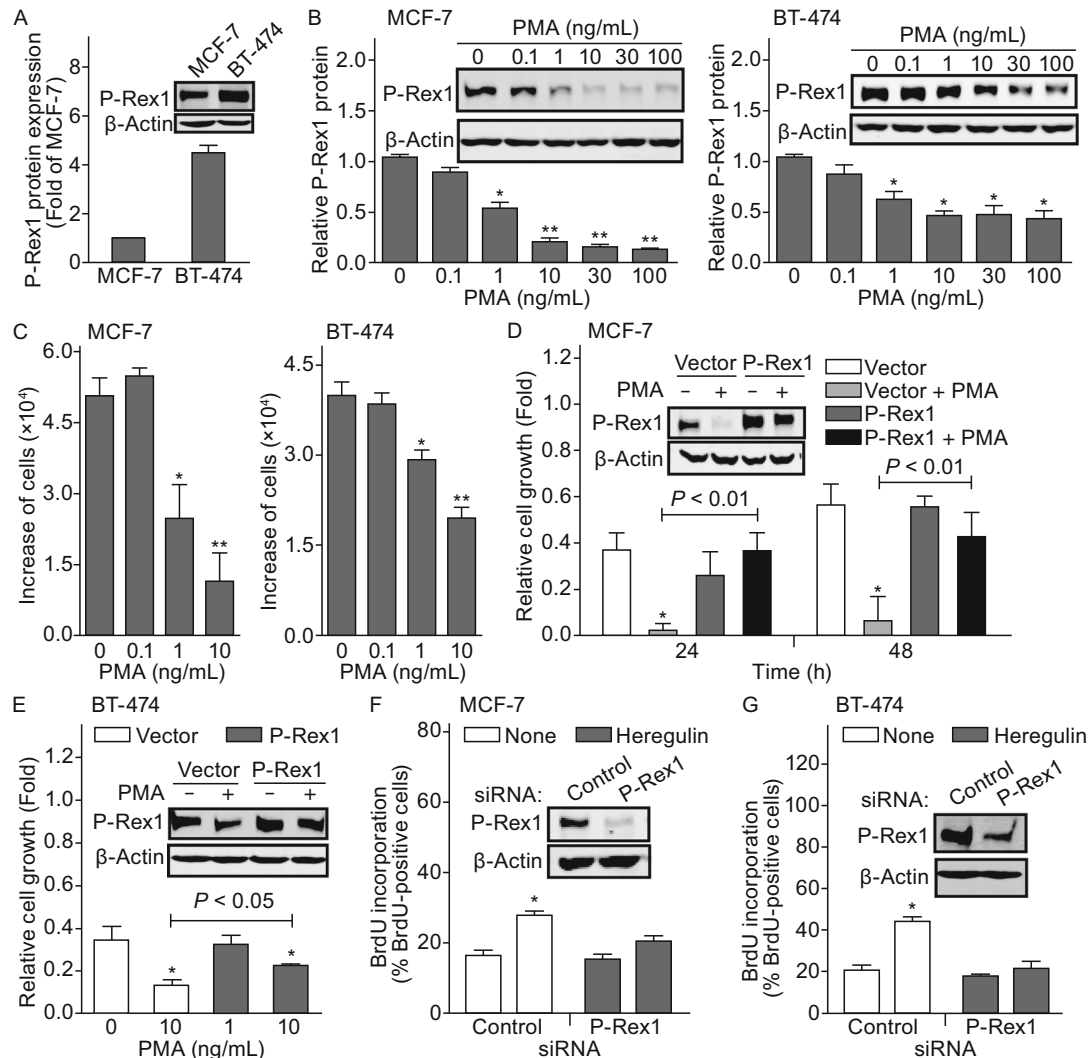 A
P-Rex1 protein expression
(Fold of MCF-7)
8
6
4
2
0
MCF-7
BT-474
P-Rex1
β-Actin
MCF-7 BT-474
B
MCF-7
Relative P-Rex1 protein
2.0
1.5
1.0
0.5
0.0
PMA (ng/mL)
0 0.1 1 10 30 100
P-Rex1
β-Actin
* ** ** **
0 0.1 1 10 30 100
PMA (ng/mL)
BT-474
Relative P-Rex1 protein
2.0
1.5
1.0
0.5
0.0
PMA (ng/mL)
0 0.1 1 10 30 100
P-Rex1
β-Actin
* * * *
0 0.1 1 10 30 100
PMA (ng/mL)
C
MCF-7
Increase of cells (×10⁴)
6.0
4.5
3.0
1.5
0.0
*
**
0 0.1 1 10
PMA (ng/mL)
BT-474
Increase of cells (×10⁴)
4.5
3.0
1.5
0.0
*
**
0 0.1 1 10
PMA (ng/mL)
D
MCF-7
Relative cell growth (Fold)
1.2
0.8
0.4
0.0
Vector P-Rex1
PMA − + − +
P-Rex1
β-Actin
Vector
Vector + PMA
P-Rex1
P-Rex1 + PMA
P < 0.01
P < 0.01
*
*
24 48
Time (h)
E
BT-474
Vector P-Rex1
Relative cell growth (Fold)
1.2
1.0
0.8
0.6
0.4
0.2
0.0
Vector P-Rex1
PMA − + − +
P-Rex1
β-Actin
P < 0.05
* *
0 10 1 10
PMA (ng/mL)
F
MCF-7
None Heregulin
BrdU incorporation
(% BrdU-positive cells)
80
60
40
20
0
siRNA: Control P-Rex1
P-Rex1
β-Actin
*
Control P-Rex1
siRNA
G
BT-474
None Heregulin
BrdU incorporation
(% BrdU-positive cells)
120
100
80
60
40
20
0
siRNA: Control P-Rex1
P-Rex1
β-Actin
*
Control P-Rex1
siRNA